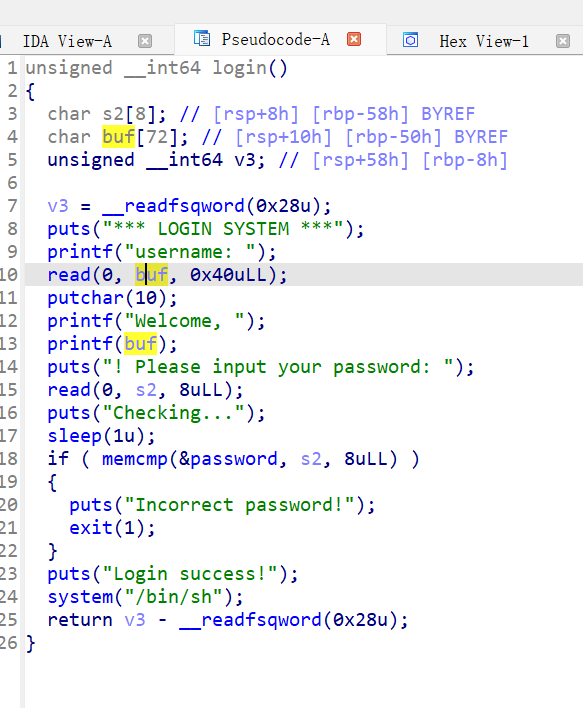 IDA View-A Pseudocode-A Hex View-1
1 unsigned __int64 login()
2 {
3 char s2[8]; // [rsp+8h] [rbp-58h] BYREF
4 char buf[72]; // [rsp+10h] [rbp-50h] BYREF
5 unsigned __int64 v3; // [rsp+58h] [rbp-8h]
6
7 v3 = __readfsqword(0x28u);
8 puts("*** LOGIN SYSTEM ***");
9 printf("username: ");
10 read(0, buf, 0x40uLL);
11 putchar(10);
12 printf("Welcome, ");
13 printf(buf);
14 puts("! Please input your password: ");
15 read(0, s2, 8uLL);
16 puts("Checking...");
17 sleep(1u);
18 if ( memcmp(&password, s2, 8uLL) )
19 {
20 puts("Incorrect password!");
21 exit(1);
22 }
23 puts("Login success!");
24 system("/bin/sh");
25 return v3 - __readfsqword(0x28u);
26 }